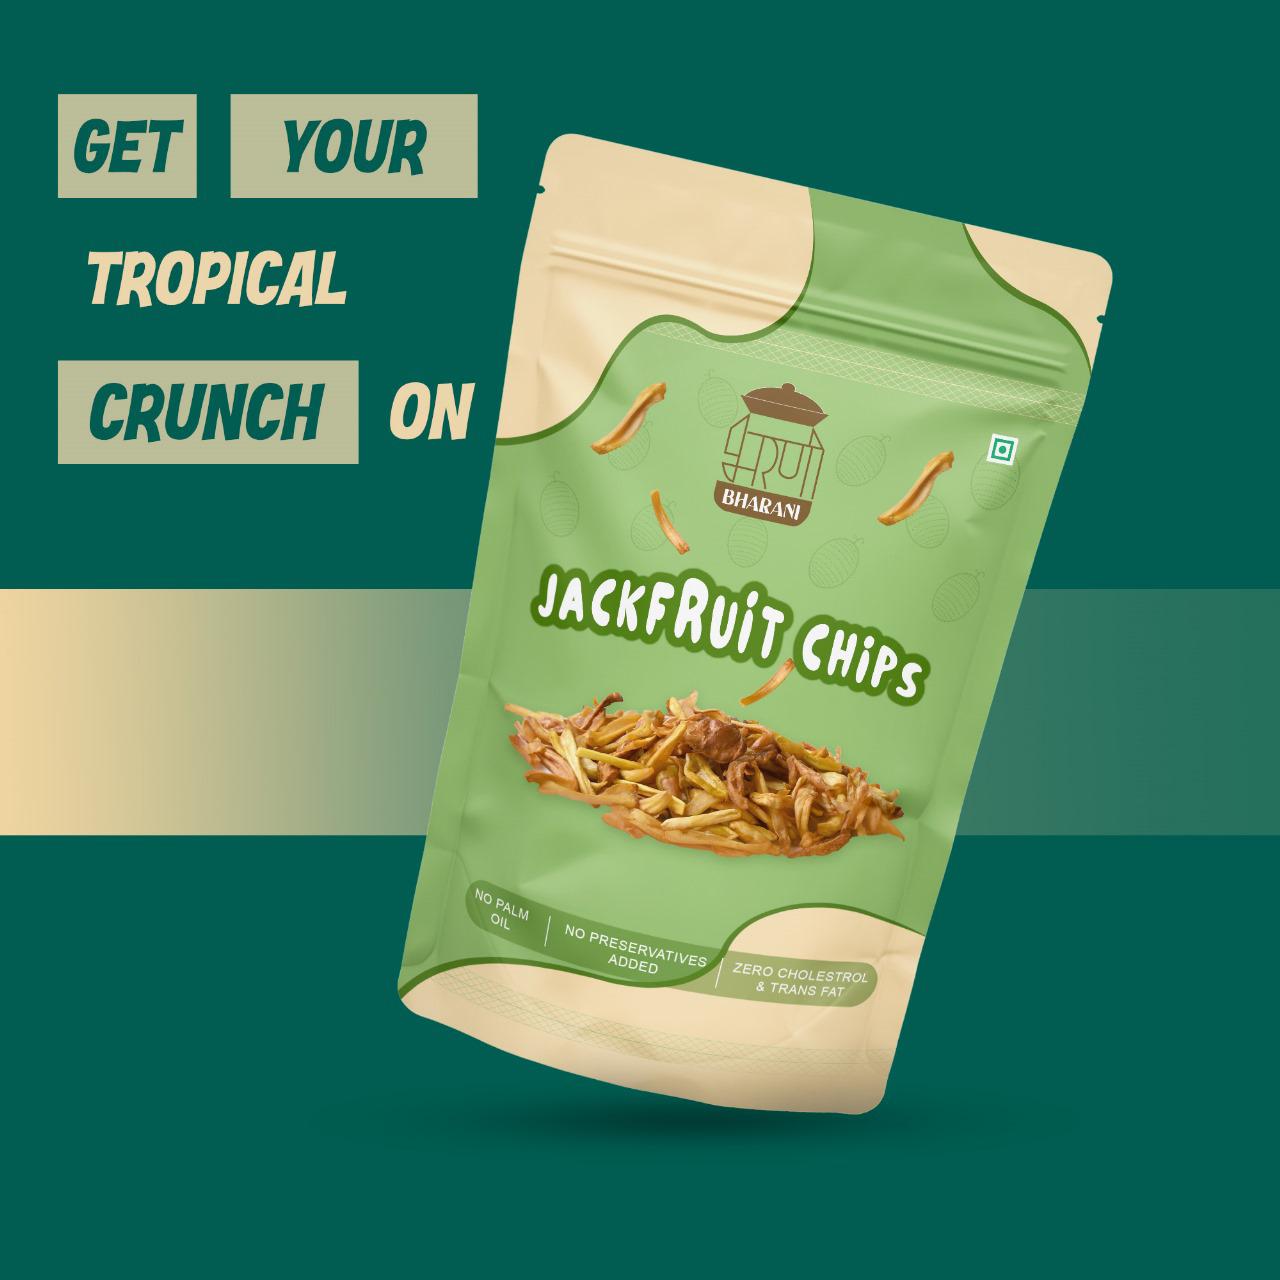 GET YOUR
TROPICAL
CRUNCH ON
BHARANI
JACKFRUIT CHIPS
NO PALM
OIL
NO PRESERVATIVES
ADDED
ZERO CHOLESTROL
& TRANS FAT